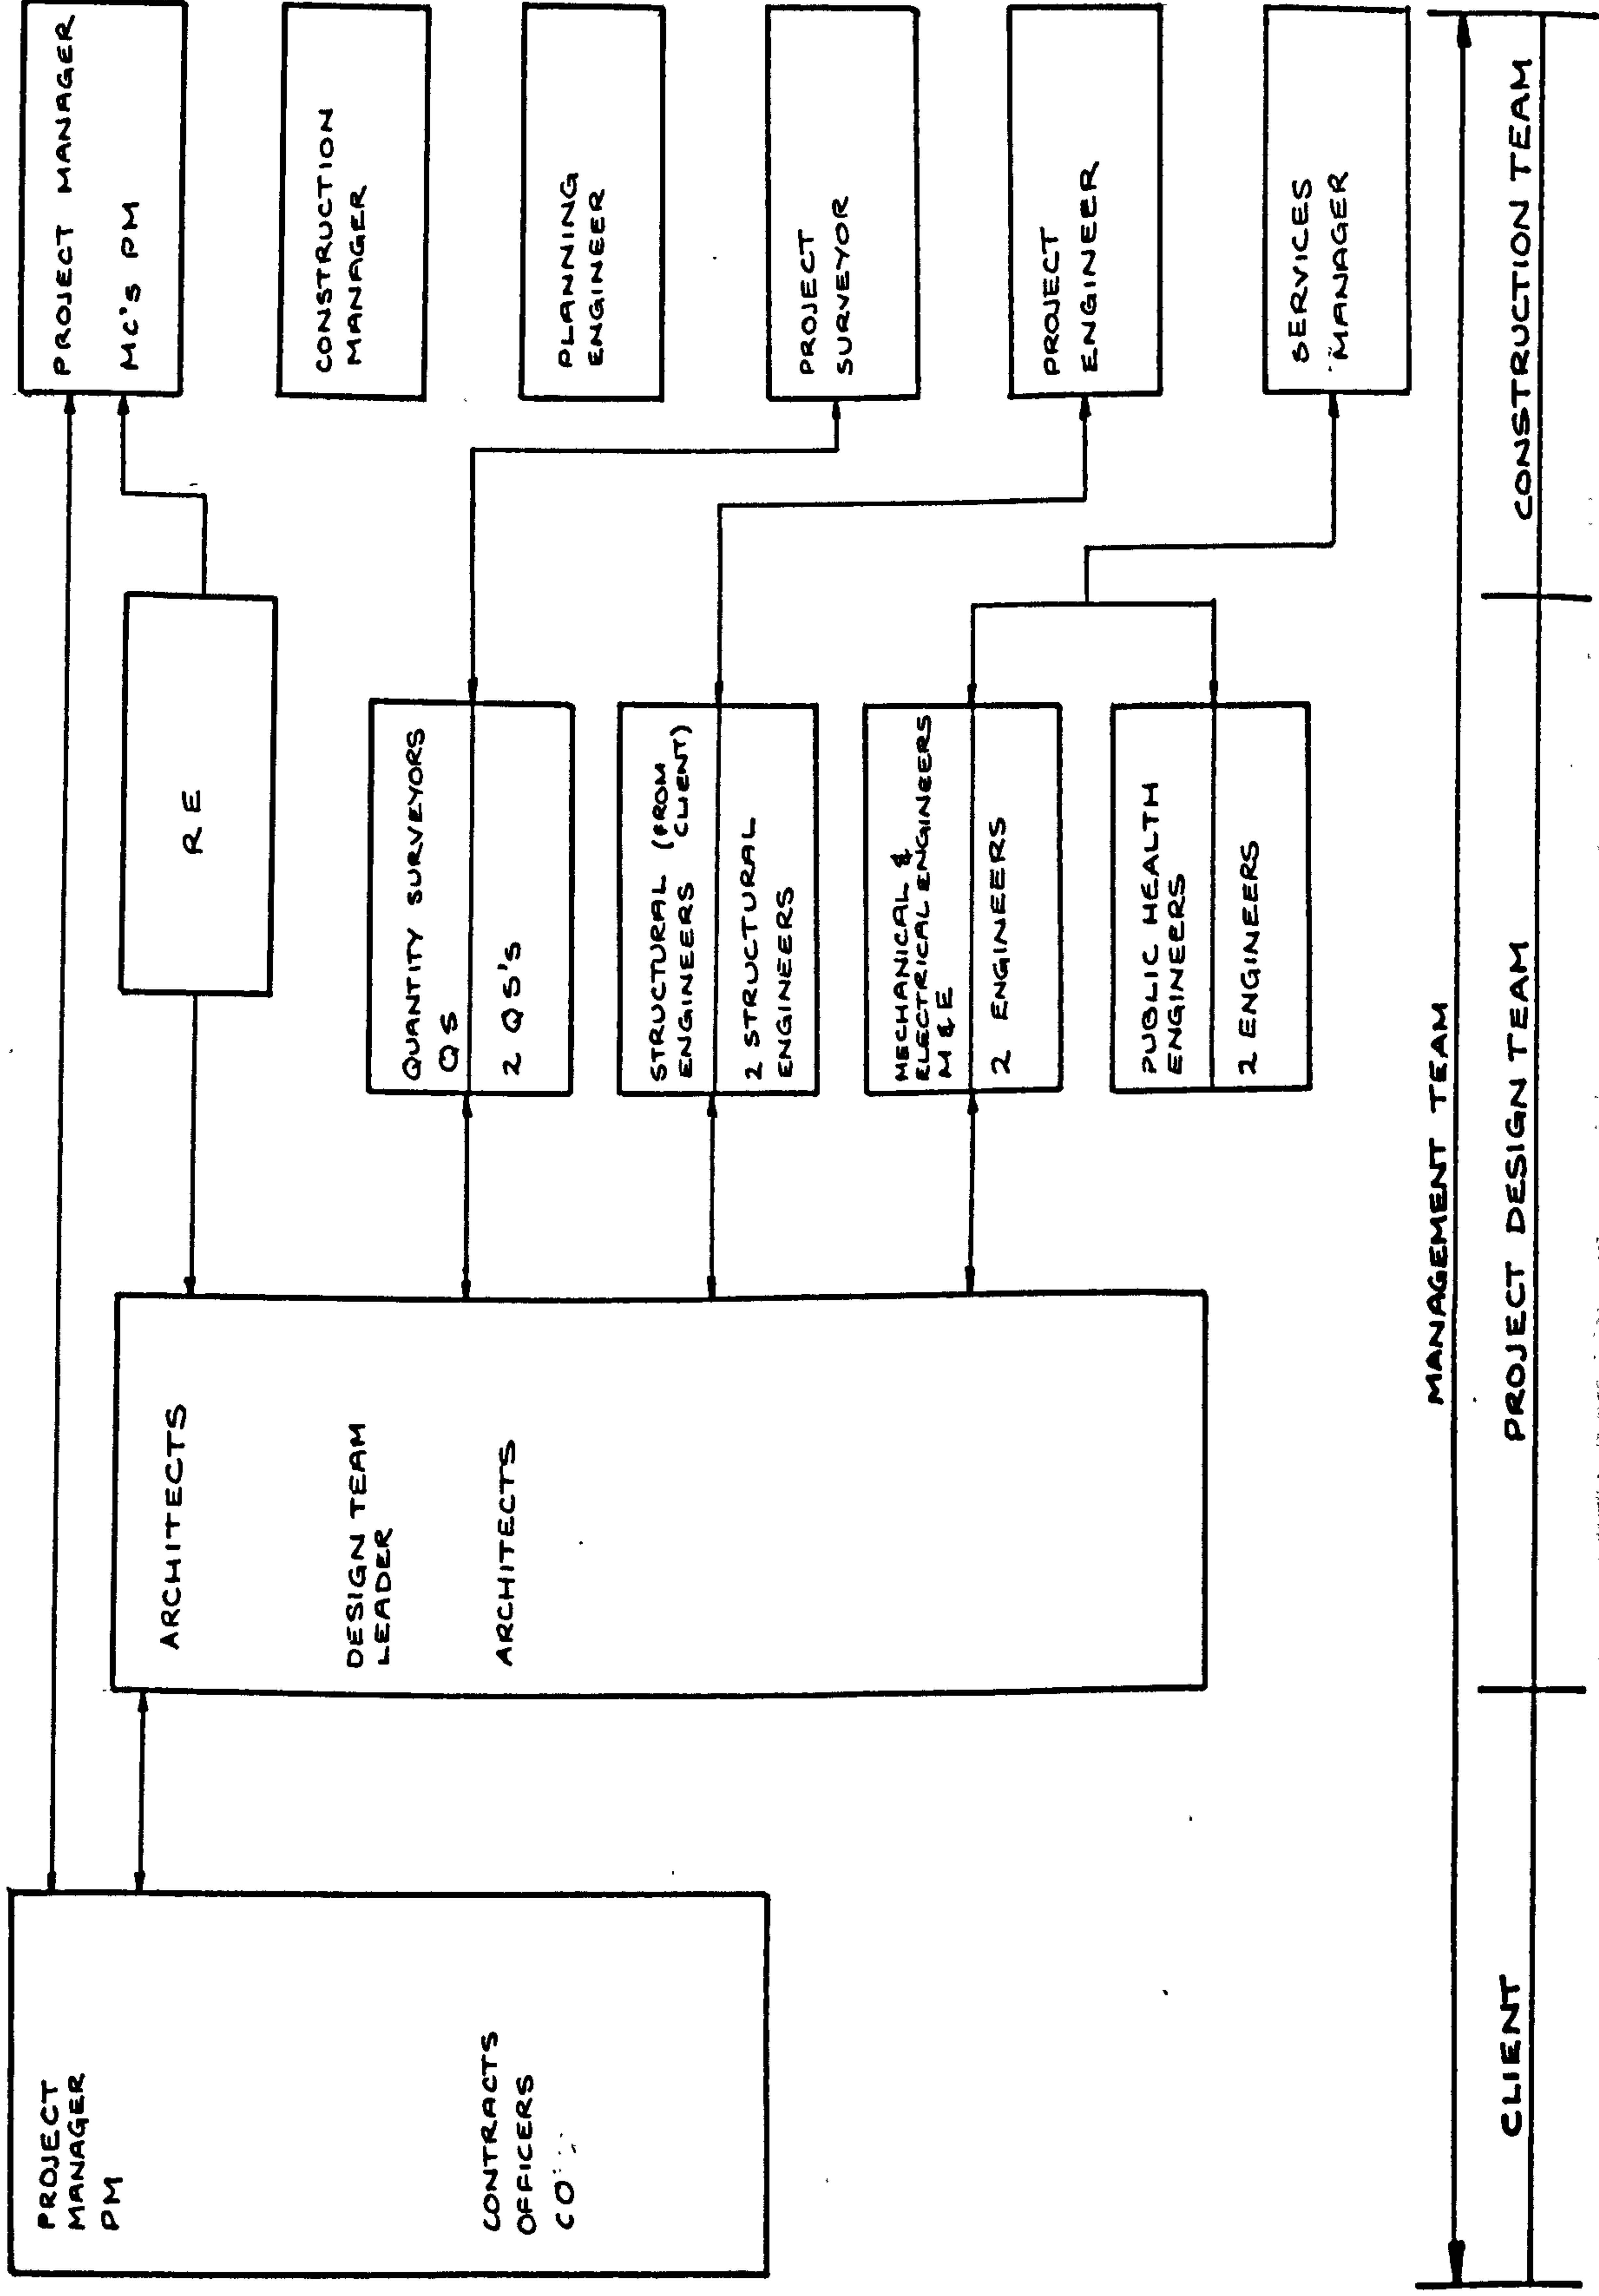 PROJECT
MANAGER
PM
CONTRACTS
OFFICERS
CO
ARCHITECTS
DESIGN TEAM
LEADER
ARCHITECTS
R E
QUANTITY SURVEYORS
QS
2 QS's
STRUCTURAL (FROM
ENGINEERS CLIENT)
2 STRUCTURAL
ENGINEERS
MECHANICAL &
ELECTRICAL ENGINEERS
M & E
2 ENGINEERS
PUBLIC HEALTH
ENGINEERS
2 ENGINEERS
PROJECT MANAGER
MC's PM
CONSTRUCTION
MANAGER
PLANNING
ENGINEER
PROJECT
SURVEYOR
PROJECT
ENGINEER
SERVICES
MANAGER
MANAGEMENT TEAM
CLIENT
PROJECT DESIGN TEAM
CONSTRUCTION TEAM